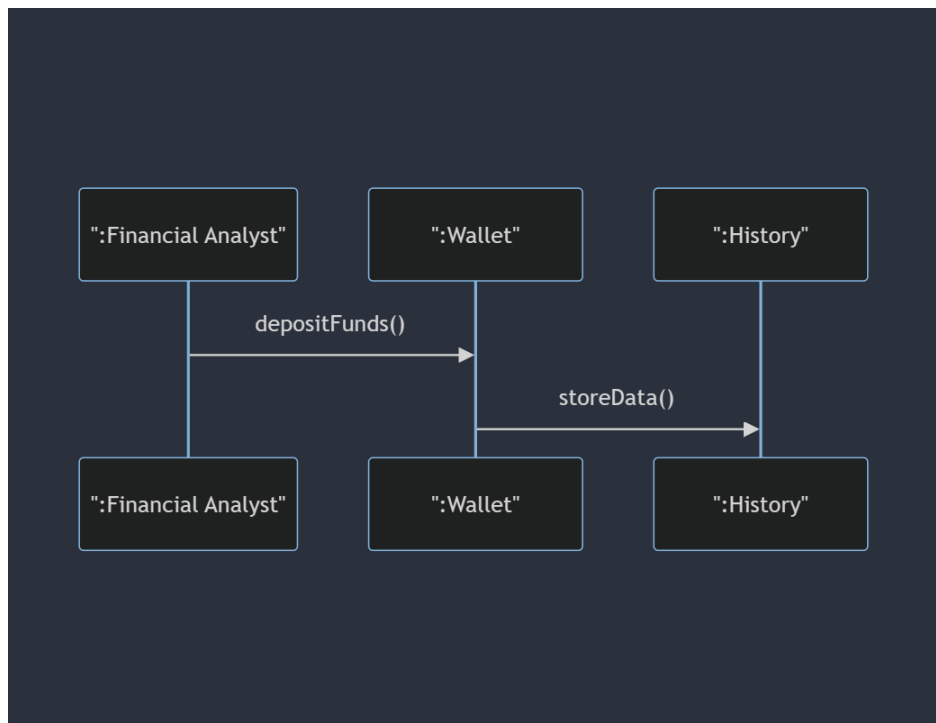 ":Financial Analyst"
":Wallet"
":History"
depositFunds()
storeData()
":Financial Analyst"
":Wallet"
":History"